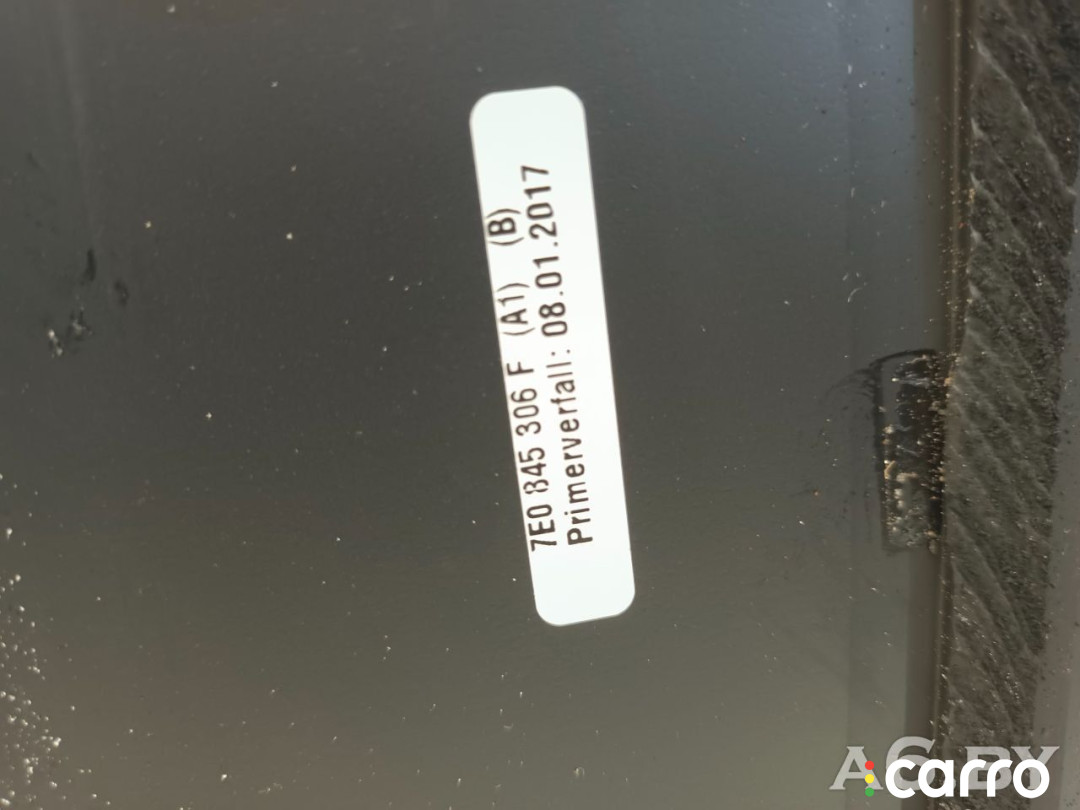 7E0 845 306 F (A1) (B)
Primerverfall: 08.01.2017
carro